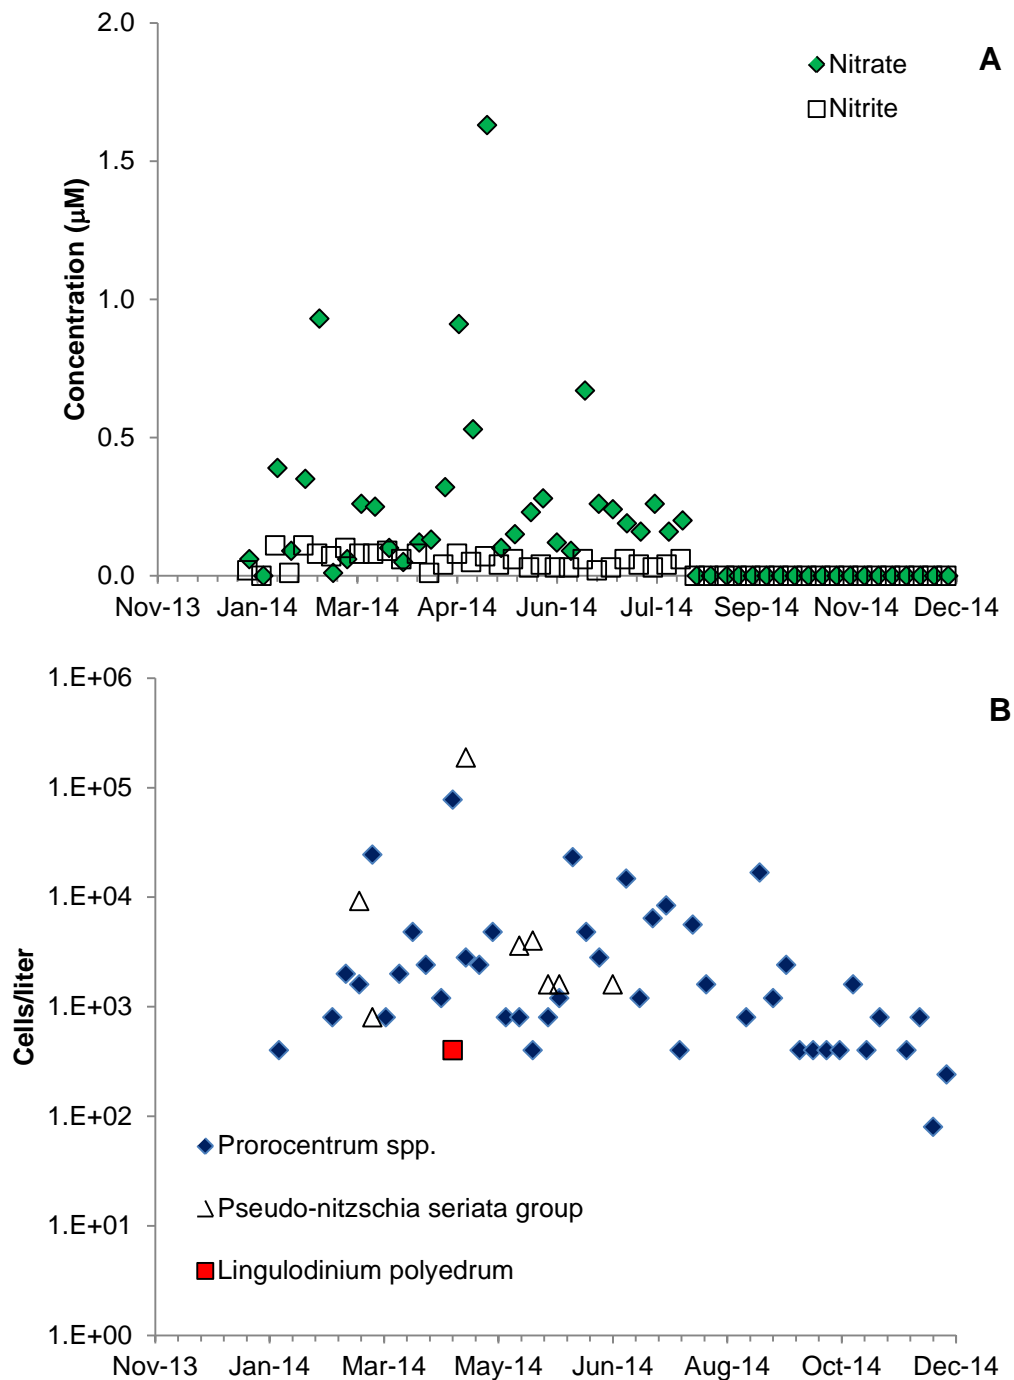 2.0
Nitrate
A
Nitrite
1.5
Concentration (µM)
1.0
0.5
0.0
Nov-13 Jan-14 Mar-14 Apr-14 Jun-14 Jul-14 Sep-14 Nov-14 Dec-14
1.E+06
B
1.E+05
1.E+04
Cells/liter
1.E+03
1.E+02
Prorocentrum spp.
Pseudo-nitzschia seriata group
1.E+01
Lingulodinium polyedrum
1.E+00
Nov-13 Jan-14 Mar-14 May-14 Jun-14 Aug-14 Oct-14 Dec-14